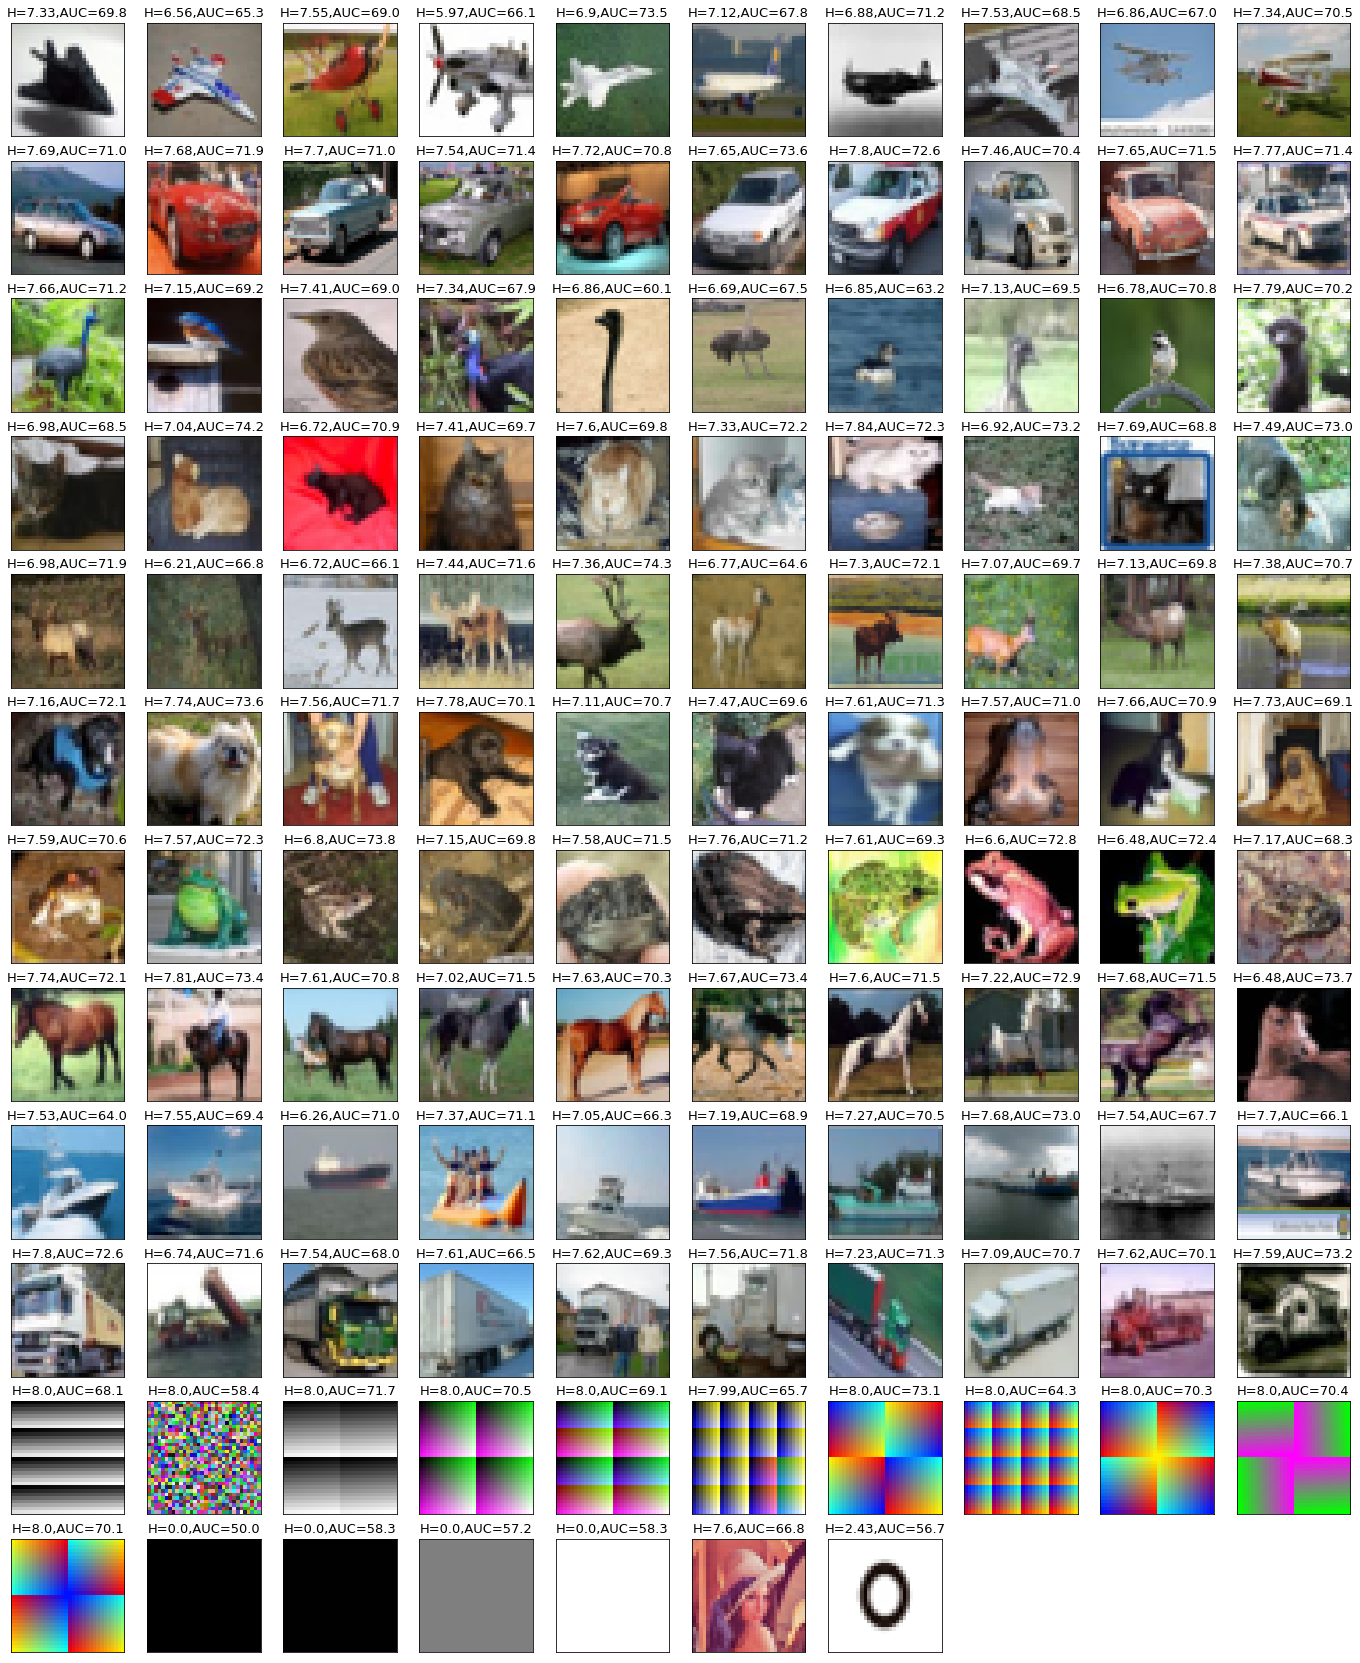 H=7.33,AUC=69.8 H=6.56,AUC=65.3 H=7.55,AUC=69.0 H=5.97,AUC=66.1 H=6.9,AUC=73.5 H=7.12,AUC=67.8 H=6.88,AUC=71.2 H=7.53,AUC=68.5 H=6.86,AUC=67.0 H=7.34,AUC=70.5
H=7.69,AUC=71.0 H=7.68,AUC=71.9 H=7.7,AUC=71.0 H=7.54,AUC=71.4 H=7.72,AUC=70.8 H=7.65,AUC=73.6 H=7.8,AUC=72.6 H=7.46,AUC=70.4 H=7.65,AUC=71.5 H=7.77,AUC=71.4
H=7.66,AUC=71.2 H=7.15,AUC=69.2 H=7.41,AUC=69.0 H=7.34,AUC=67.9 H=6.86,AUC=60.1 H=6.69,AUC=67.5 H=6.85,AUC=63.2 H=7.13,AUC=69.5 H=6.78,AUC=70.8 H=7.79,AUC=70.2
H=6.98,AUC=68.5 H=7.04,AUC=74.2 H=6.72,AUC=70.9 H=7.41,AUC=69.7 H=7.6,AUC=69.8 H=7.33,AUC=72.2 H=7.84,AUC=72.3 H=6.92,AUC=73.2 H=7.69,AUC=68.8 H=7.49,AUC=73.0
H=6.98,AUC=71.9 H=6.21,AUC=66.8 H=6.72,AUC=66.1 H=7.44,AUC=71.6 H=7.36,AUC=74.3 H=6.77,AUC=64.6 H=7.3,AUC=72.1 H=7.07,AUC=69.7 H=7.13,AUC=69.8 H=7.38,AUC=70.7
H=7.16,AUC=72.1 H=7.74,AUC=73.6 H=7.56,AUC=71.7 H=7.78,AUC=70.1 H=7.11,AUC=70.7 H=7.47,AUC=69.6 H=7.61,AUC=71.3 H=7.57,AUC=71.0 H=7.66,AUC=70.9 H=7.73,AUC=69.1
H=7.59,AUC=70.6 H=7.57,AUC=72.3 H=6.8,AUC=73.8 H=7.15,AUC=69.8 H=7.58,AUC=71.5 H=7.76,AUC=71.2 H=7.61,AUC=69.3 H=6.6,AUC=72.8 H=6.48,AUC=72.4 H=7.17,AUC=68.3
H=7.74,AUC=72.1 H=7.81,AUC=73.4 H=7.61,AUC=70.8 H=7.02,AUC=71.5 H=7.63,AUC=70.3 H=7.67,AUC=73.4 H=7.6,AUC=71.5 H=7.22,AUC=72.9 H=7.68,AUC=71.5 H=6.48,AUC=73.7
H=7.53,AUC=64.0 H=7.55,AUC=69.4 H=6.26,AUC=71.0 H=7.37,AUC=71.1 H=7.05,AUC=66.3 H=7.19,AUC=68.9 H=7.27,AUC=70.5 H=7.68,AUC=73.0 H=7.54,AUC=67.7 H=7.7,AUC=66.1
H=7.8,AUC=72.6 H=6.74,AUC=71.6 H=7.54,AUC=68.0 H=7.61,AUC=66.5 H=7.62,AUC=69.3 H=7.56,AUC=71.8 H=7.23,AUC=71.3 H=7.09,AUC=70.7 H=7.62,AUC=70.1 H=7.59,AUC=73.2
H=8.0,AUC=68.1 H=8.0,AUC=58.4 H=8.0,AUC=71.7 H=8.0,AUC=70.5 H=8.0,AUC=69.1 H=7.99,AUC=65.7 H=8.0,AUC=73.1 H=8.0,AUC=64.3 H=8.0,AUC=70.3 H=8.0,AUC=70.4
H=8.0,AUC=70.1 H=0.0,AUC=50.0 H=0.0,AUC=58.3 H=0.0,AUC=57.2 H=0.0,AUC=58.3 H=7.6,AUC=66.8 H=2.43,AUC=56.7